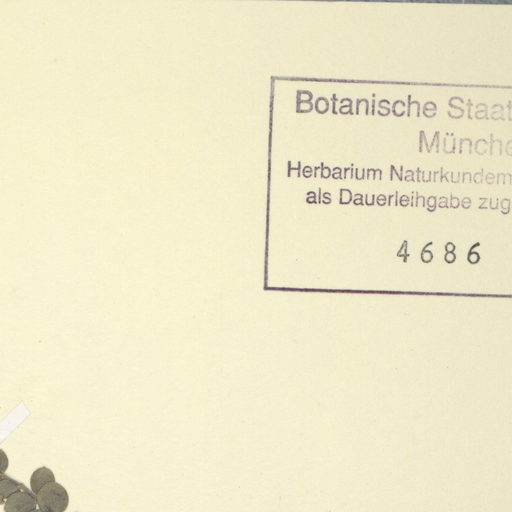 Botanische Staat
Münche
Herbarium Naturkundem
als Dauerleihgabe zug
4686